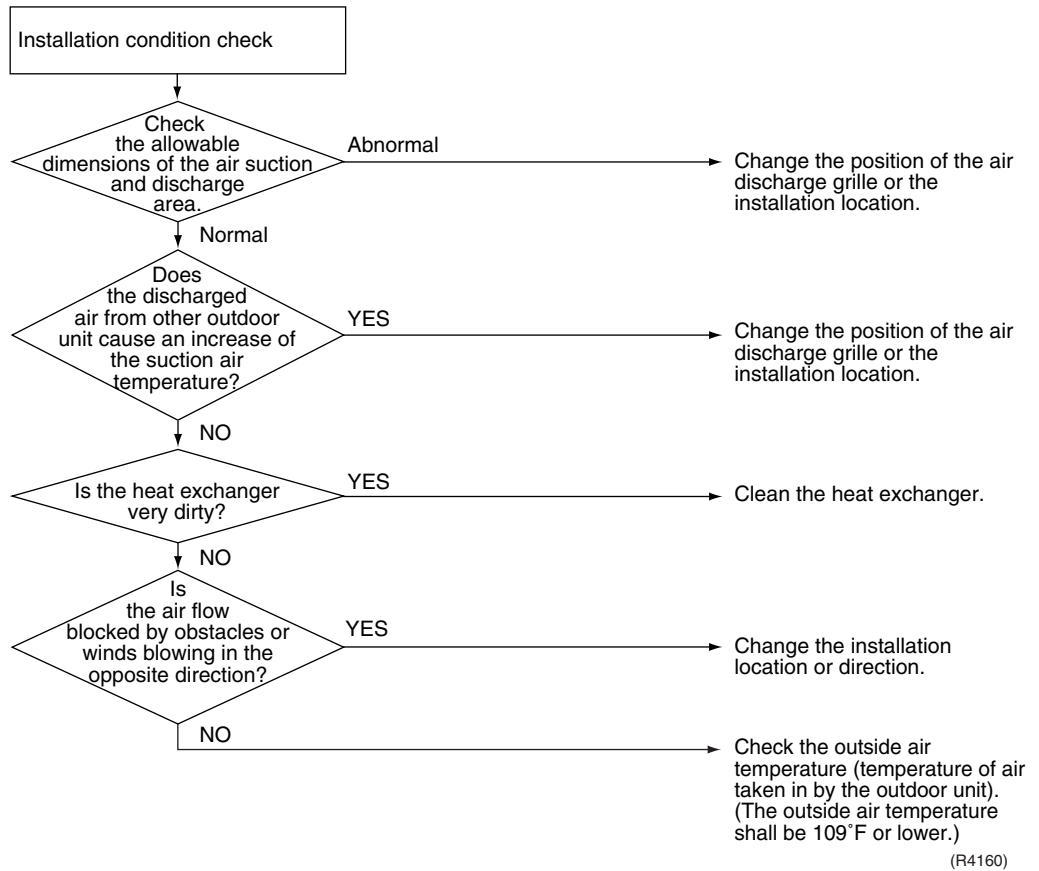 Installation condition check
Check
the allowable
dimensions of the air suction
and discharge
area.
Abnormal
Change the position of the air
discharge grille or the
installation location.
Normal
Does
the discharged
air from other outdoor
unit cause an increase of
the suction air
temperature?
YES
Change the position of the air
discharge grille or the
installation location.
NO
Is the heat exchanger
very dirty?
YES
Clean the heat exchanger.
NO
Is
the air flow
blocked by obstacles or
winds blowing in the
opposite direction?
YES
Change the installation
location or direction.
NO
Check the outside air
temperature (temperature of air
taken in by the outdoor unit).
(The outside air temperature
shall be 109˚F or lower.)
(R4160)